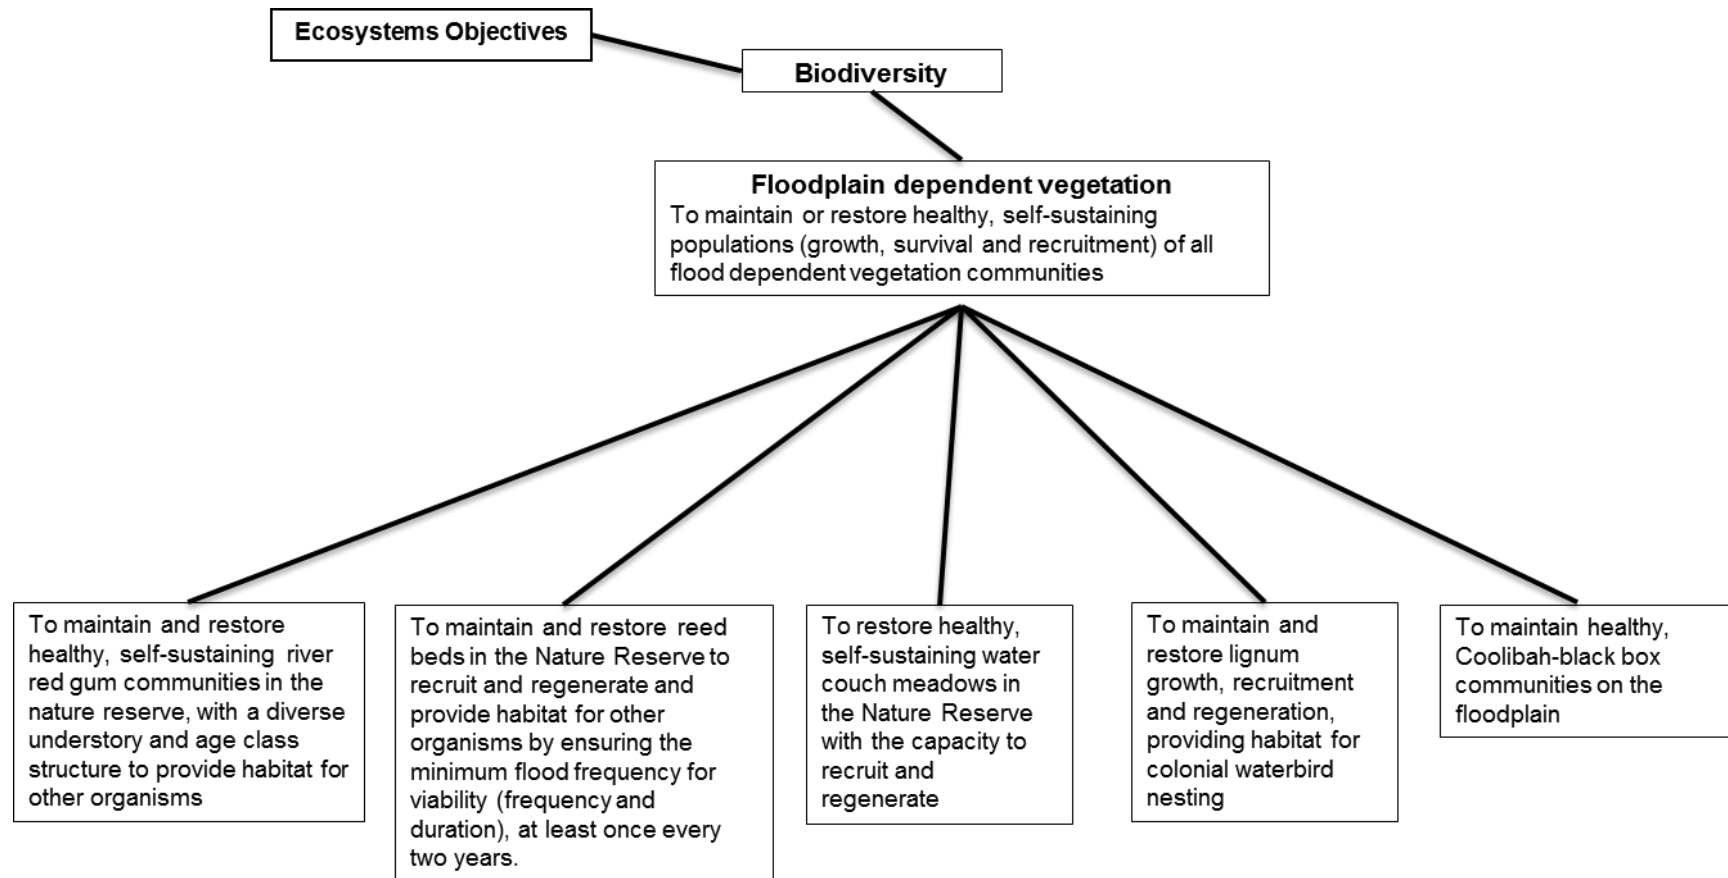 Ecosystems Objectives
Biodiversity
Floodplain dependent vegetation
To maintain or restore healthy, self-sustaining
populations (growth, survival and recruitment) of all
flood dependent vegetation communities
To maintain and restore
healthy, self-sustaining river
red gum communities in the
nature reserve, with a diverse
understory and age class
structure to provide habitat for
other organisms
To maintain and restore reed
beds in the Nature Reserve to
recruit and regenerate and
provide habitat for other
organisms by ensuring the
minimum flood frequency for
viability (frequency and
duration), at least once every
two years.
To restore healthy,
self-sustaining water
couch meadows in
the Nature Reserve
with the capacity to
recruit and
regenerate
To maintain and
restore lignum
growth, recruitment
and regeneration,
providing habitat for
colonial waterbird
nesting
To maintain healthy,
Coolibah-black box
communities on the
floodplain